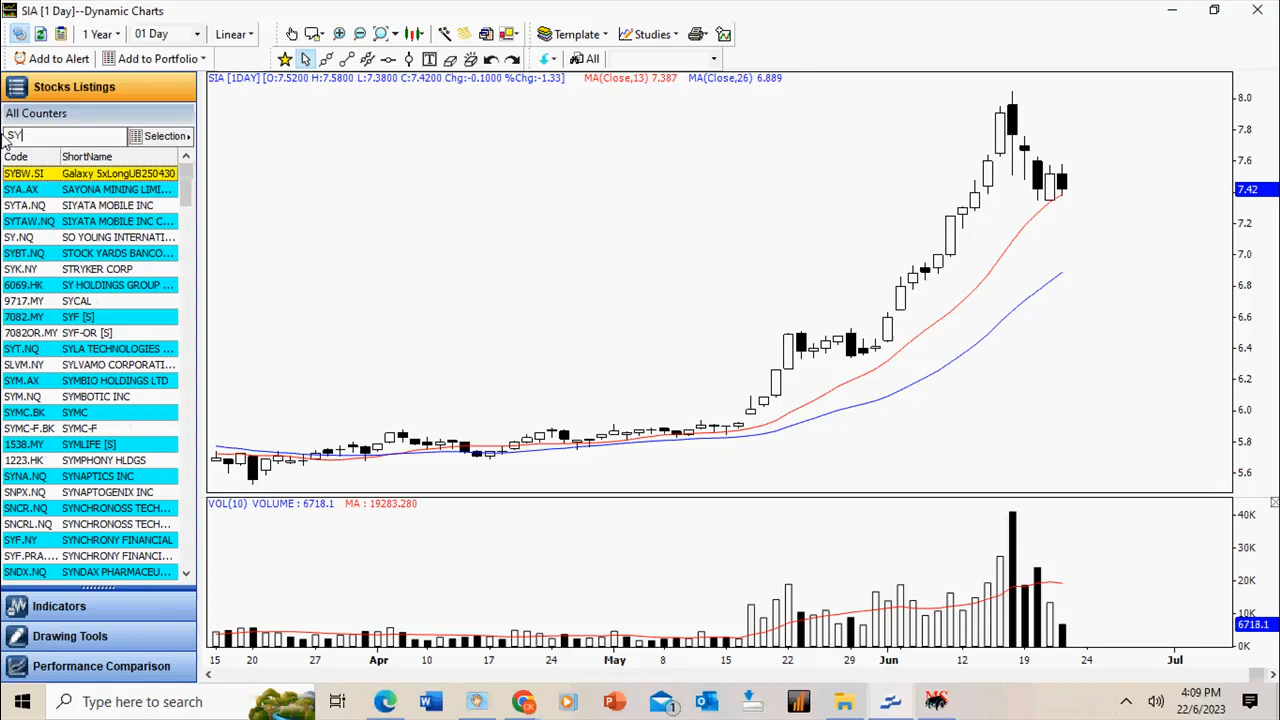 SIA [1 Day]--Dynamic Charts
1 Year 01 Day Linear Template Studies
Add to Alert Add to Portfolio All
Stocks Listings
All Counters
SY Selection
Code ShortName
SYBW.SI Galaxy 5xLongUB250430
SYA.AX SAYONA MINING LIMI...
SYTA.NQ SIYATA MOBILE INC
SYTAW.NQ SIYATA MOBILE INC C...
SY.NQ SO YOUNG INTERNATI...
SYBT.NQ STOCK YARDS BANCO...
SYK.NY STRYKER CORP
6069.HK SY HOLDINGS GROUP ...
9717.MY SYCAL
7082.MY SYF [S]
7082OR.MY SYF-OR [S]
SYT.NQ SYLA TECHNOLOGIES ...
SLVM.NY SYLVAMO CORPORATI...
SYM.AX SYMBIO HOLDINGS LTD
SYM.NQ SYMBOTIC INC
SYMC.BK SYMC
SYMC-F.BK SYMC-F
1538.MY SYMLIFE [S]
1223.HK SYMPHONY HLDGS
SYNA.NQ SYNAPTICS INC
SNPX.NQ SYNAPTOGENIX INC
SNCR.NQ SYNCHRONOSS TECH...
SNCRL.NQ SYNCHRONOSS TECH...
SYF.NY SYNCHRONY FINANCIAL
SYF.PRA.... SYNCHRONY FINANCI...
SNDX.NQ SYNDAX PHARMACEU...
Indicators
Drawing Tools
Performance Comparison
SIA [1DAY] [O:7.5200 H:7.5800 L:7.3800 C:7.4200 Chg:-0.1000 %Chg:-1.33] MA(Close,13) 7.387 MA(Close,26) 6.889
8.0
7.8
7.6
7.42
7.2
7.0
6.8
6.6
6.4
6.2
6.0
5.8
5.6
VOL(10) VOLUME : 6718.1 MA : 19283.280
40K
30K
20K
10K
6718.1
15 20 27 Apr 10 17 24 May 8 15 22 29 Jun 12 19 24 Jul
Type here to search
1
4:09 PM
22/6/2023